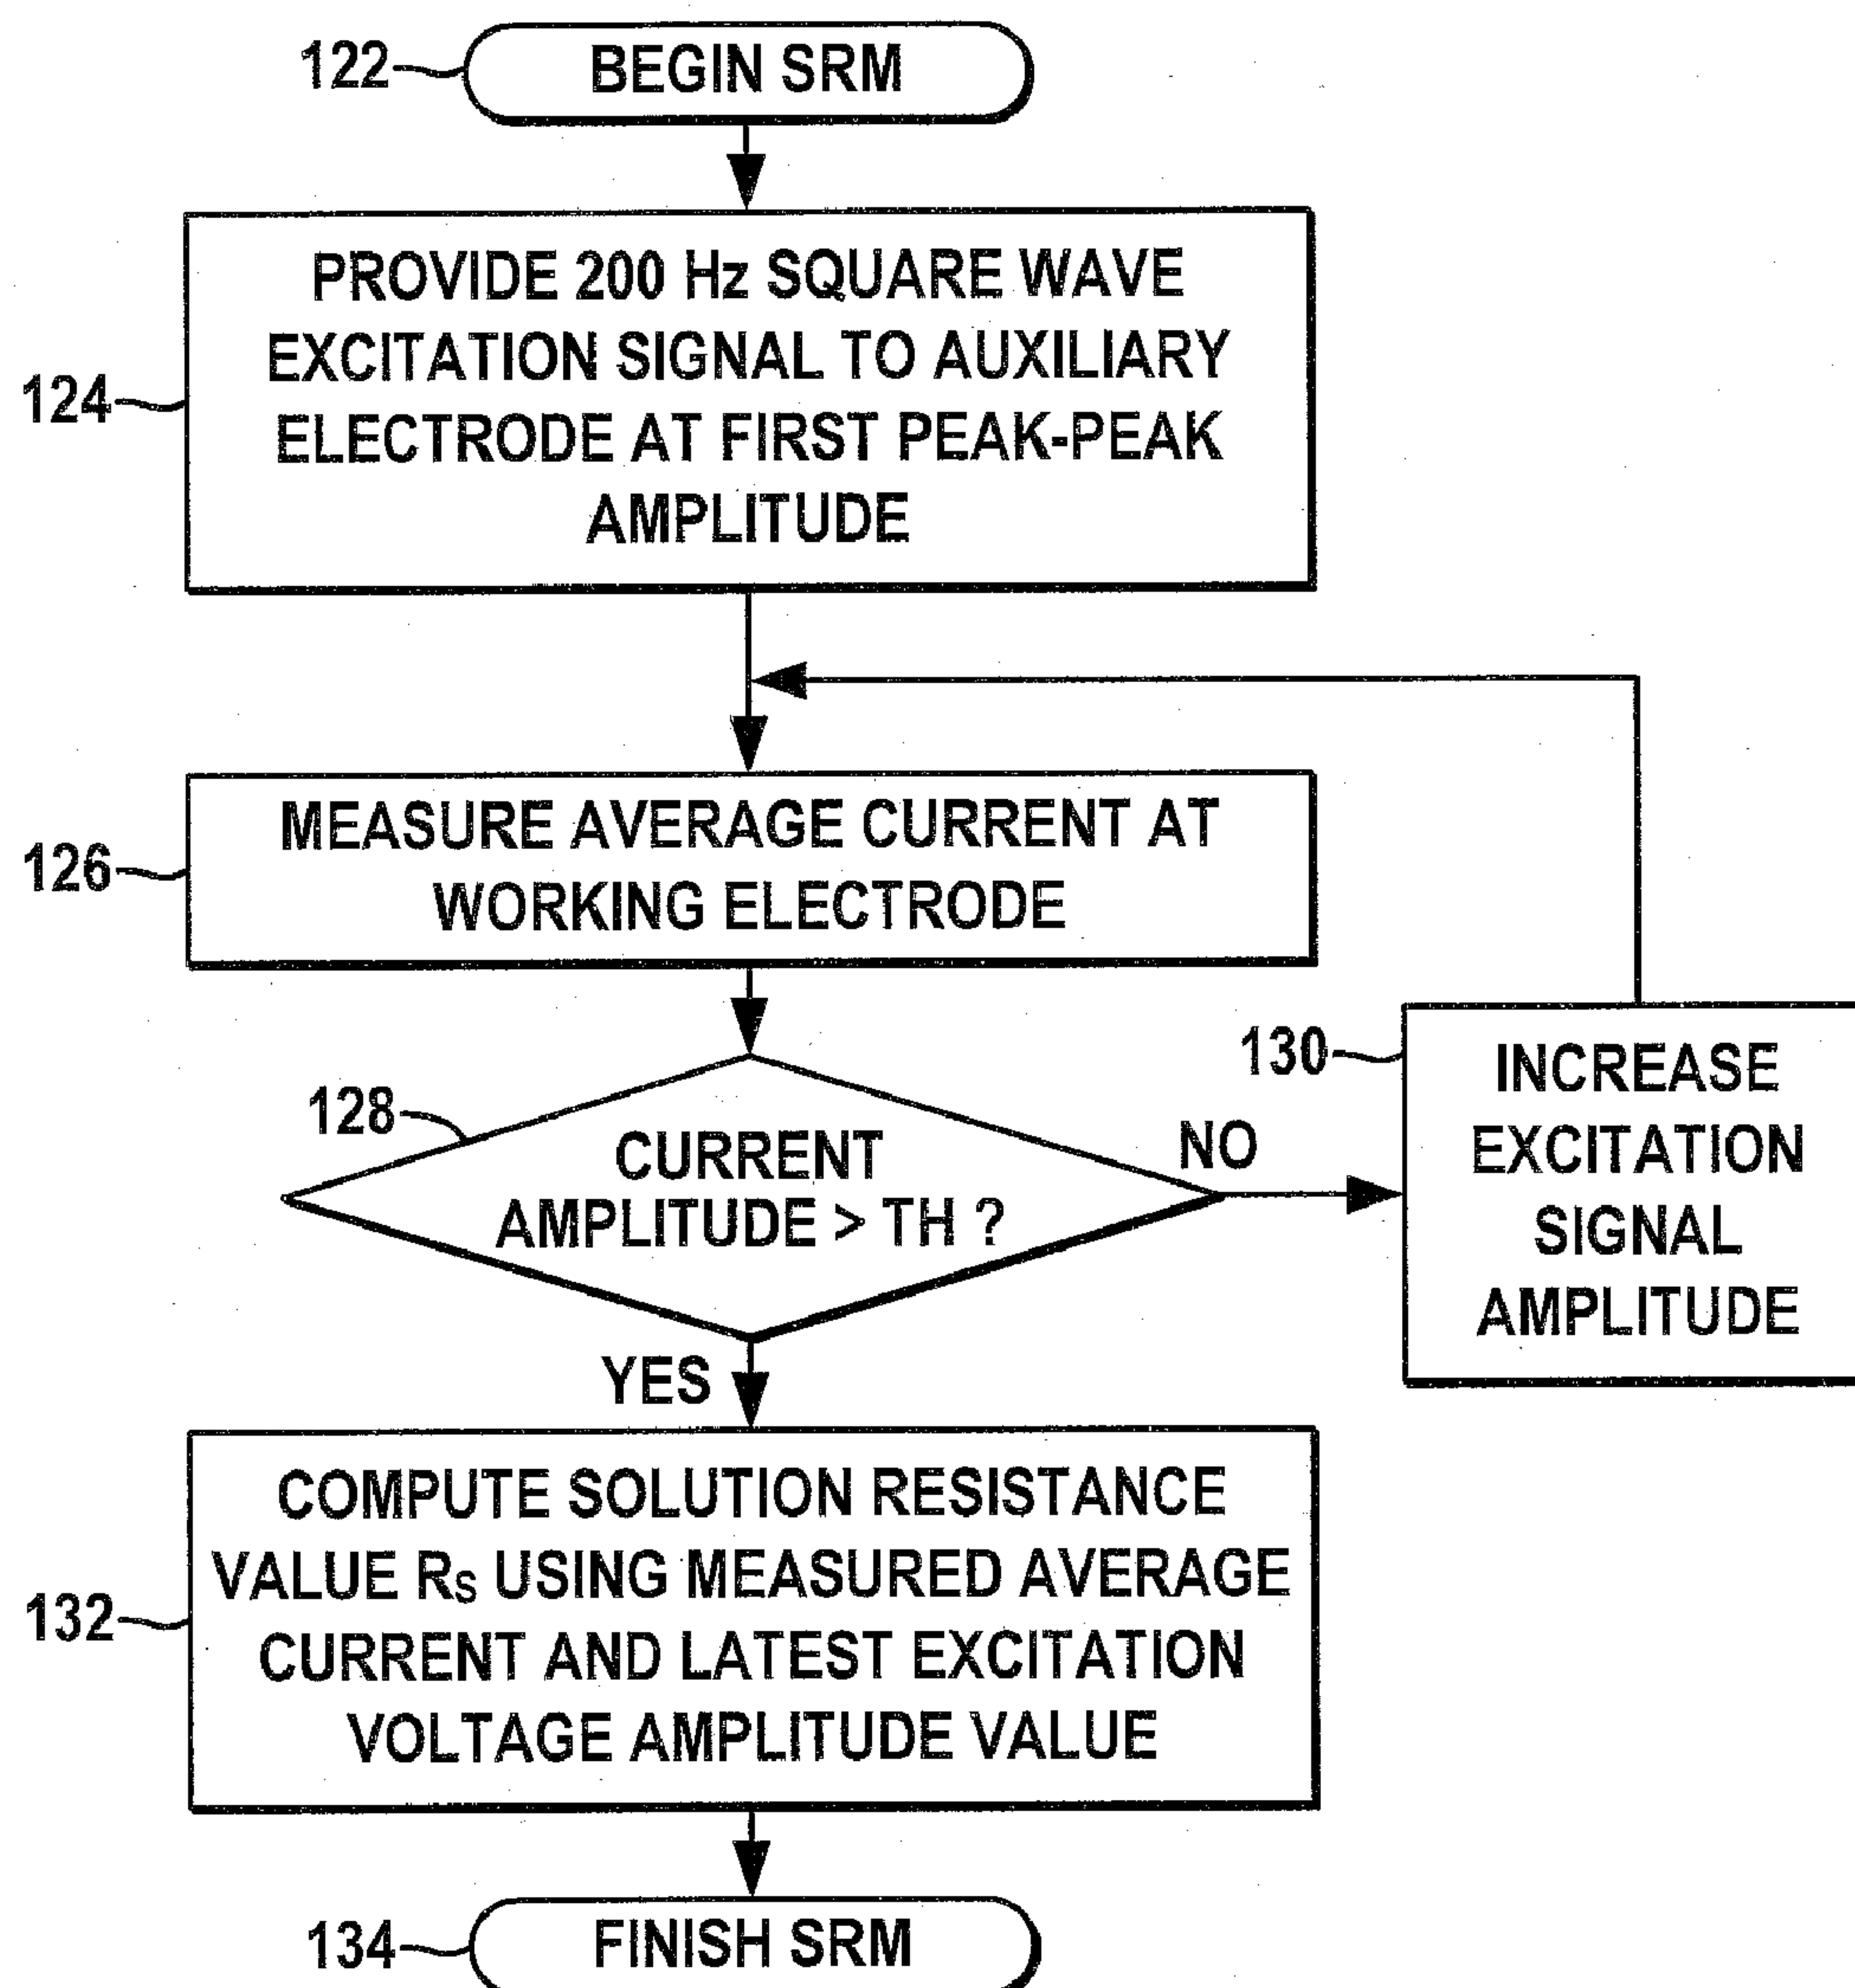 122
BEGIN SRM
124
PROVIDE 200 Hz SQUARE WAVE
EXCITATION SIGNAL TO AUXILIARY
ELECTRODE AT FIRST PEAK-PEAK
AMPLITUDE
126
MEASURE AVERAGE CURRENT AT
WORKING ELECTRODE
128
CURRENT
AMPLITUDE > TH ?
NO
130
INCREASE
EXCITATION
SIGNAL
AMPLITUDE
YES
132
COMPUTE SOLUTION RESISTANCE
VALUE RS USING MEASURED AVERAGE
CURRENT AND LATEST EXCITATION
VOLTAGE AMPLITUDE VALUE
134
FINISH SRM